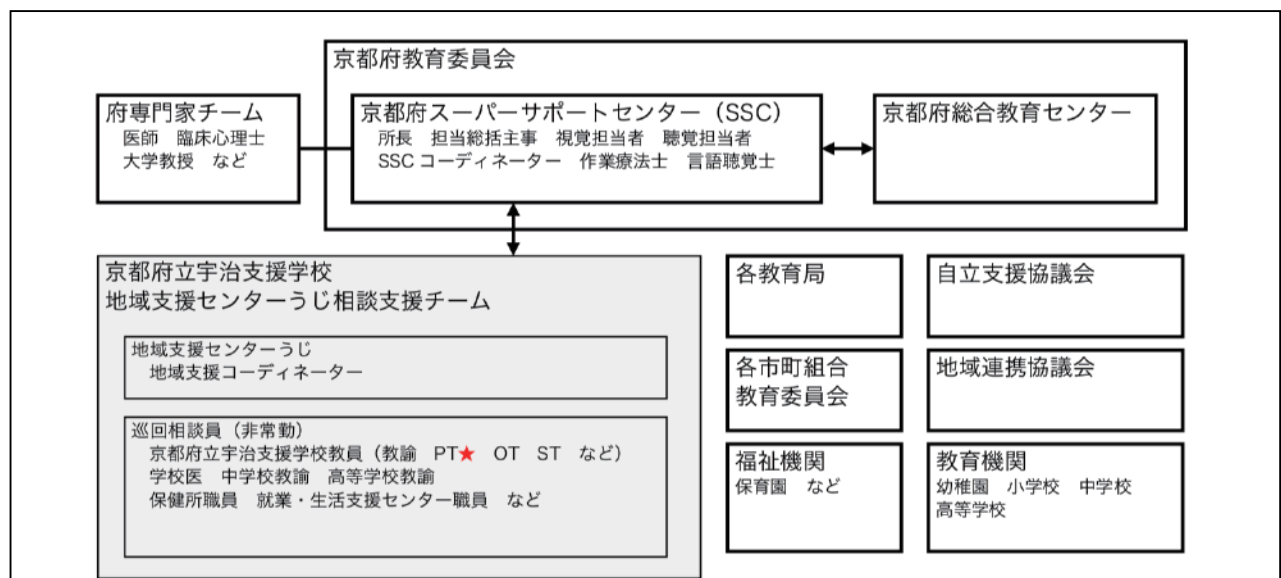 京都府教育委員会
府専門家チーム
医師 臨床心理士
大学教授 など
京都府スーパーサポートセンター（SSC）
所長 担当総括主事 視覚担当者 聴覚担当者
SSC コーディネーター 作業療法士 言語聴覚士
京都府総合教育センター
京都府立宇治支援学校
地域支援センターうじ相談支援チーム
地域支援センターうじ
地域支援コーディネーター
巡回相談員（非常勤）
京都府立宇治支援学校教員（教諭 PT★ OT ST など）
学校医 中学校教諭 高等学校教諭
保健所職員 就業・生活支援センター職員 など
各教育局
自立支援協議会
各市町組合
教育委員会
地域連携協議会
福祉機関
保育園 など
教育機関
幼稚園 小学校 中学校
高等学校